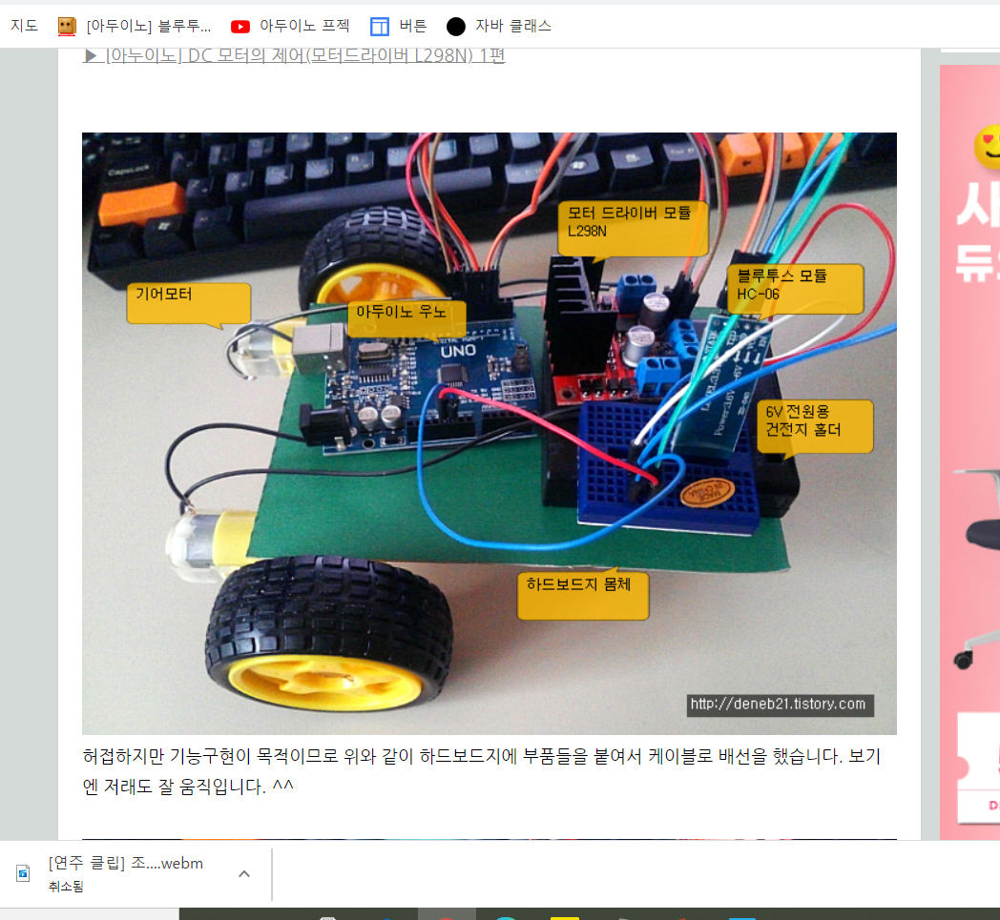 지도
[아두이노] 블루투...
아두이노 프젝
버튼
자바 클래스
▶ [아두이노] DC 모터의 제어(모터드라이버 L298N) 1편
CapsLock
모터 드라이버 모듈
L298N
블루투스 모듈
HC-06
기어모터
아두이노 우노
UNO
6V 전원용
건전지 홀더
MADE
IN CHINA
하드보드지 몸체
http://deneb21.tistory.com
허접하지만 기능구현이 목적이므로 위와 같이 하드보드지에 부품들을 붙여서 케이블로 배선을 했습니다. 보기
엔 저래도 잘 움직입니다. ^^
[연주 클립] 조....webm
취소됨